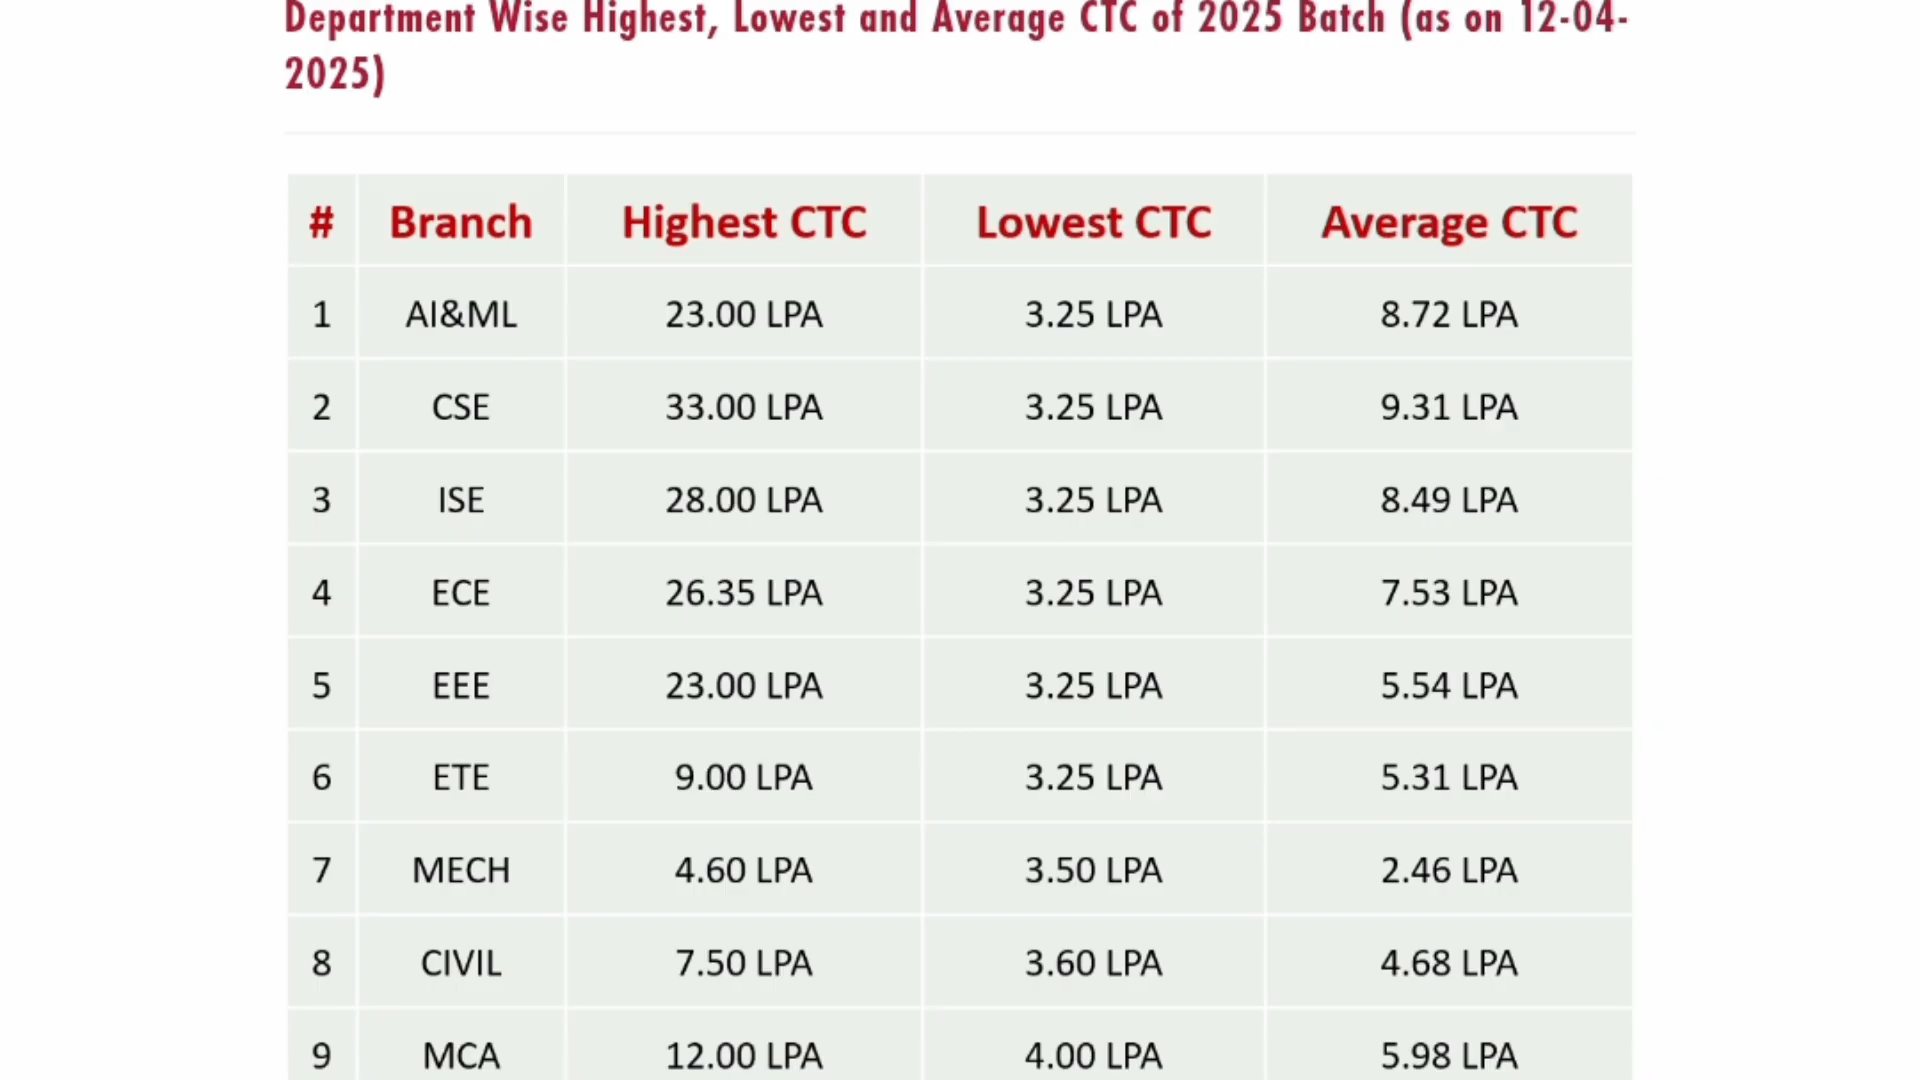 Department Wise Highest, Lowest and Average CTC of 2025 Batch (as on 12-04-
2025)
# Branch Highest CTC Lowest CTC Average CTC
1 AI&ML 23.00 LPA 3.25 LPA 8.72 LPA
2 CSE 33.00 LPA 3.25 LPA 9.31 LPA
3 ISE 28.00 LPA 3.25 LPA 8.49 LPA
4 ECE 26.35 LPA 3.25 LPA 7.53 LPA
5 EEE 23.00 LPA 3.25 LPA 5.54 LPA
6 ETE 9.00 LPA 3.25 LPA 5.31 LPA
7 MECH 4.60 LPA 3.50 LPA 2.46 LPA
8 CIVIL 7.50 LPA 3.60 LPA 4.68 LPA
9 MCA 12.00 LPA 4.00 LPA 5.98 LPA